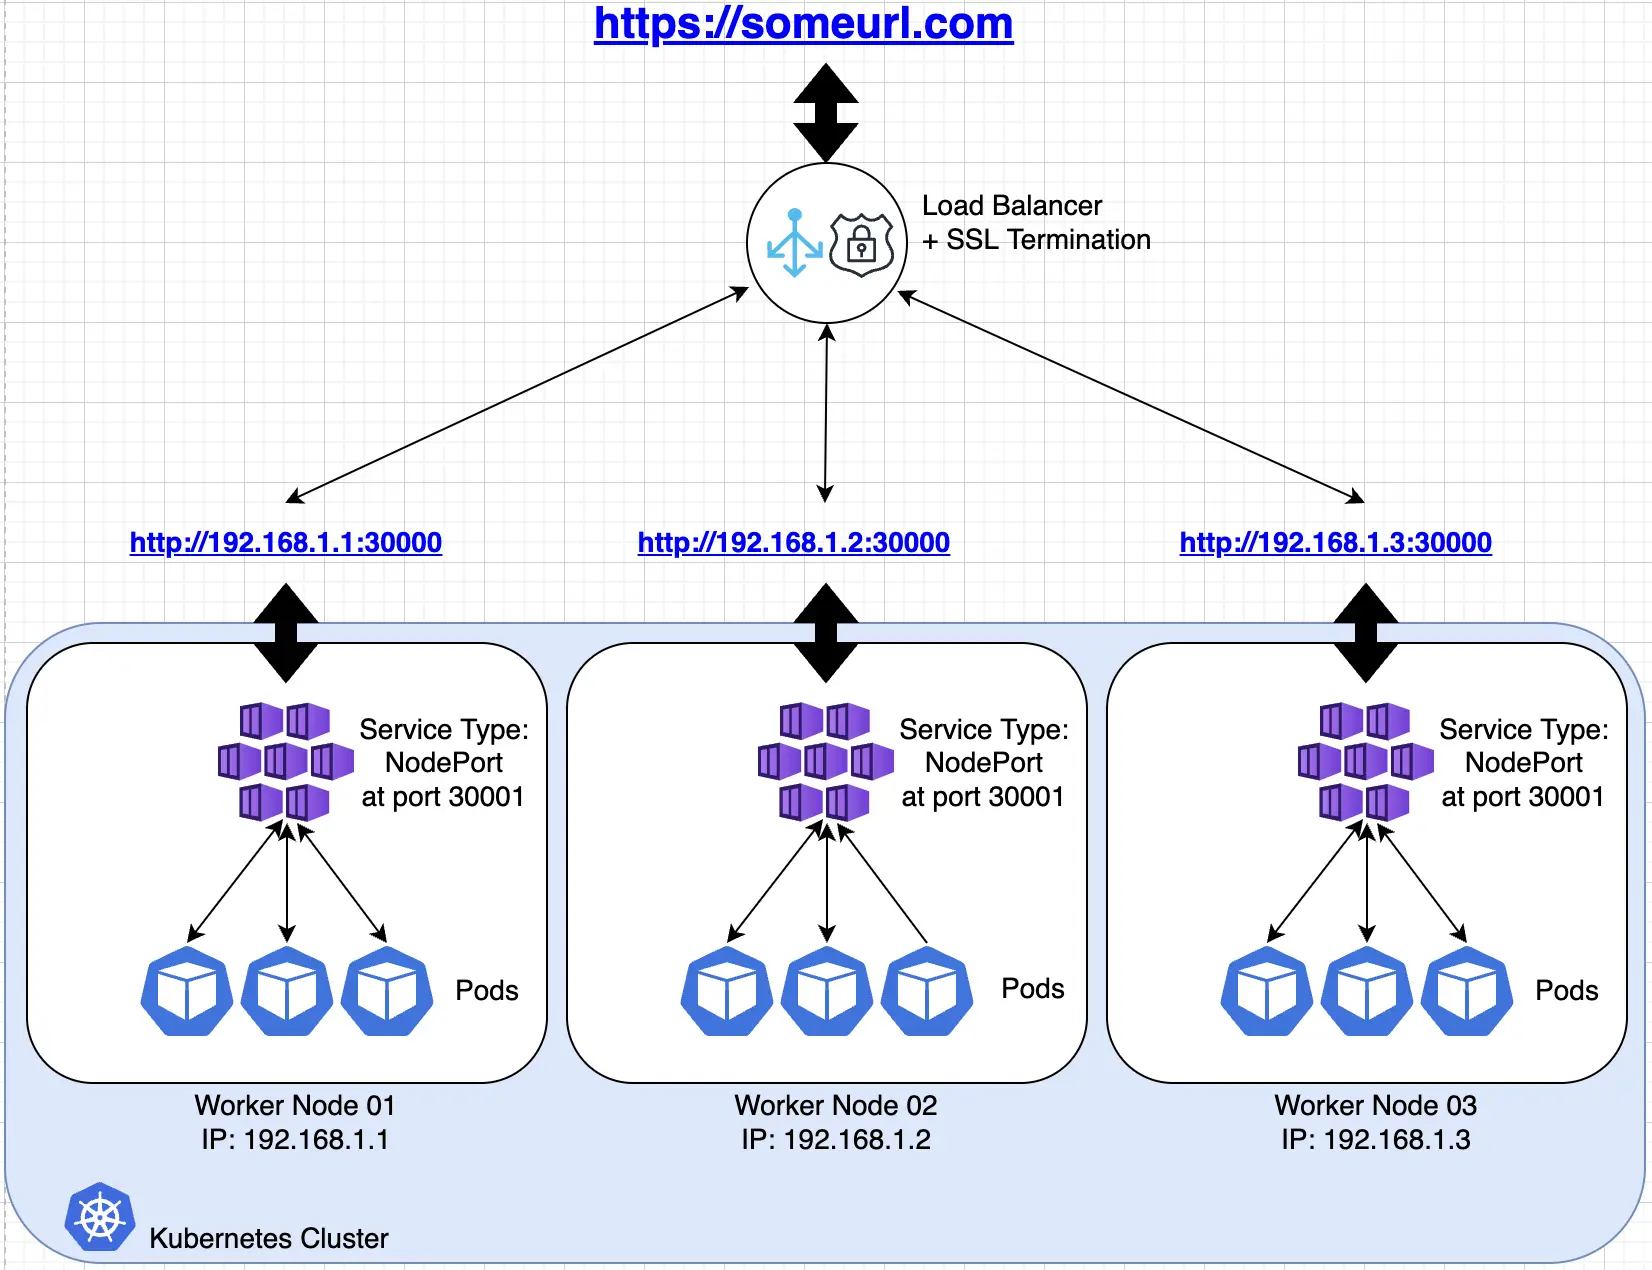 https://someurl.com
Load Balancer
+ SSL Termination
http://192.168.1.1:30000
http://192.168.1.2:30000
http://192.168.1.3:30000
Service Type:
NodePort
at port 30001
Service Type:
NodePort
at port 30001
Service Type:
NodePort
at port 30001
Pods
Pods
Pods
Worker Node 01
IP: 192.168.1.1
Worker Node 02
IP: 192.168.1.2
Worker Node 03
IP: 192.168.1.3
Kubernetes Cluster